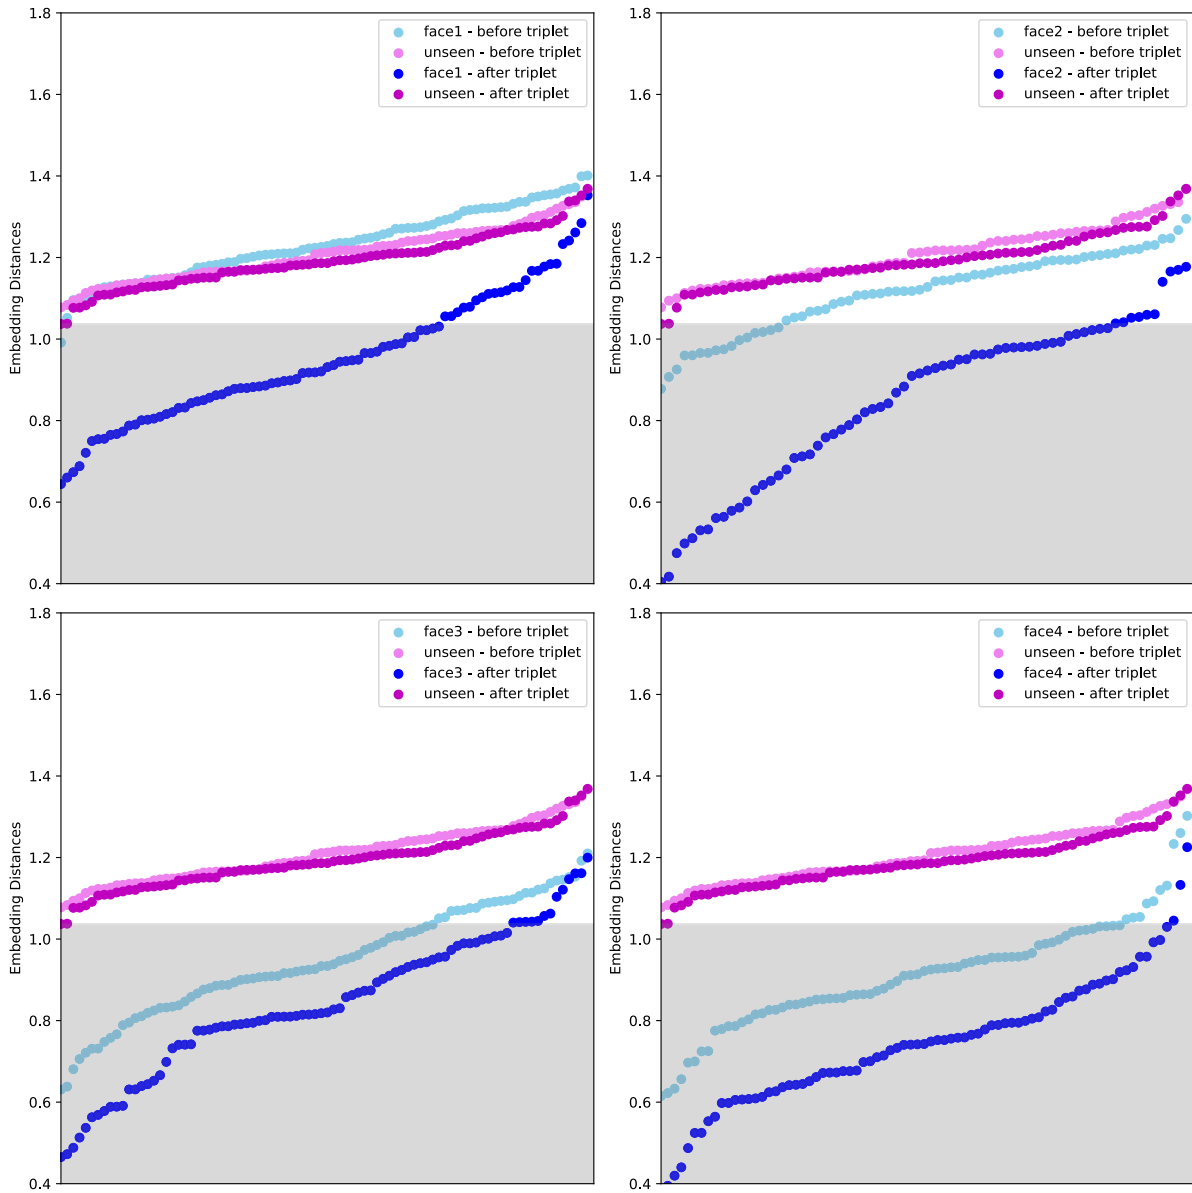 1.8
1.6
1.4
1.2
1.0
0.8
0.6
0.4
Embedding Distances
face1 - before triplet
unseen - before triplet
face1 - after triplet
unseen - after triplet
1.8
1.6
1.4
1.2
1.0
0.8
0.6
0.4
Embedding Distances
face2 - before triplet
unseen - before triplet
face2 - after triplet
unseen - after triplet
1.8
1.6
1.4
1.2
1.0
0.8
0.6
0.4
Embedding Distances
face3 - before triplet
unseen - before triplet
face3 - after triplet
unseen - after triplet
1.8
1.6
1.4
1.2
1.0
0.8
0.6
0.4
Embedding Distances
face4 - before triplet
unseen - before triplet
face4 - after triplet
unseen - after triplet